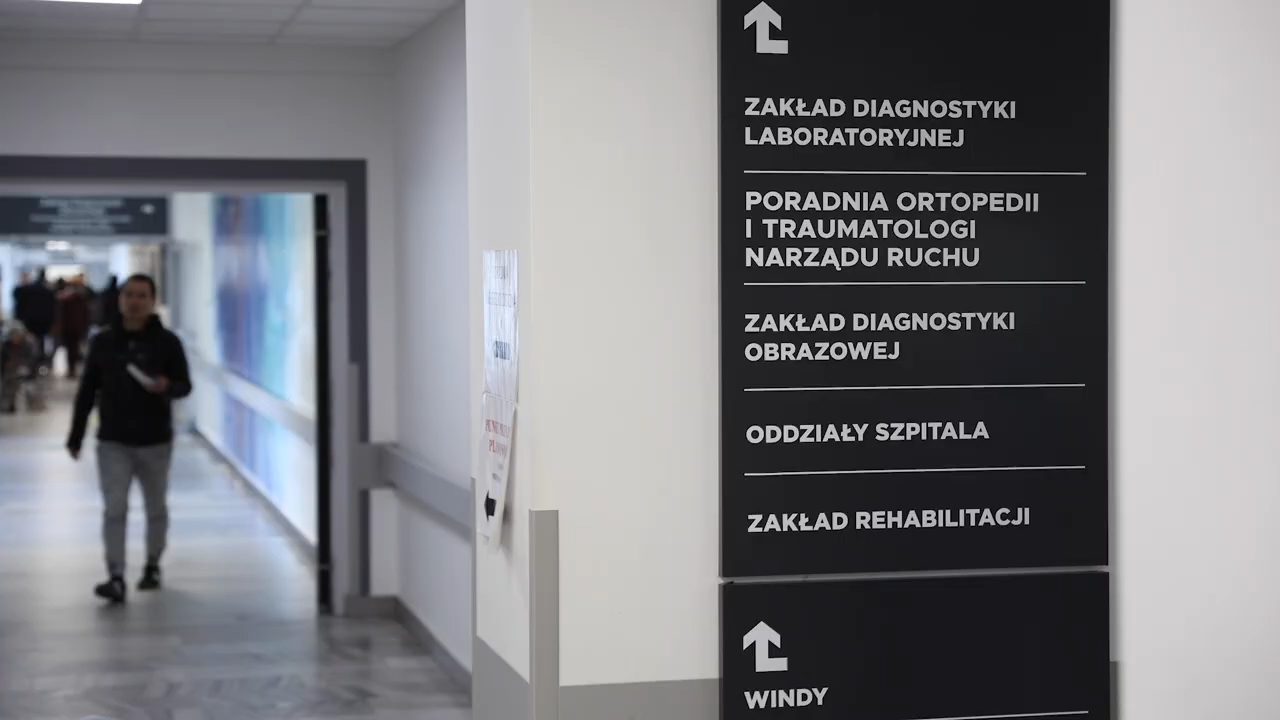 ZAKŁAD DIAGNOSTYKI
LABORATORYJNEJ
PORADNIA ORTOPEDII
I TRAUMATOLOGI
NARZĄDU RUCHU
ZAKŁAD DIAGNOSTYKI
OBRAZOWEJ
ODDZIAŁY SZPITALA
ZAKŁAD REHABILITACJI
WINDY